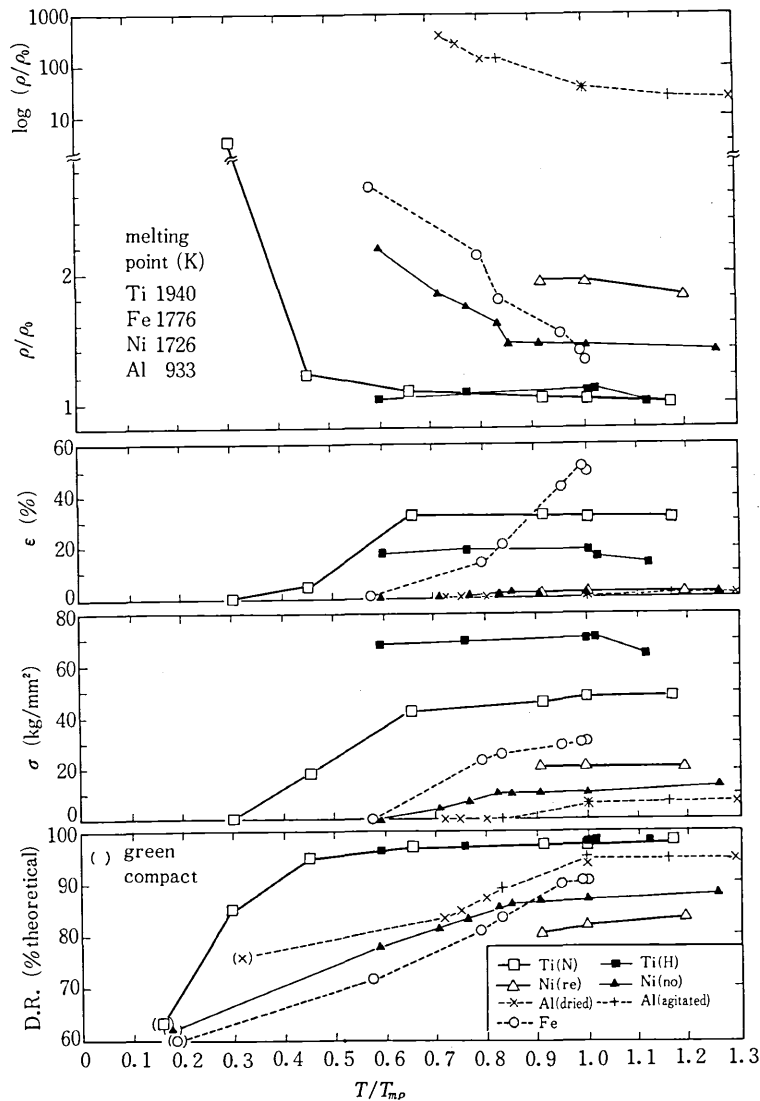 1000
100
10
log (ρ/ρ₀)
melting
point (K)
Ti 1940
Fe 1776
Ni 1726
Al 933
2
1
ρ/ρ₀
60
40
20
0
ε (%)
80
60
40
20
0
σ (kg/mm²)
100
90
80
70
60
D.R. (% theoretical)
( ) green
compact
Ti(N) Ti(H)
Ni(re) Ni(no)
Al(dried) Al(agitated)
Fe
0 0.1 0.2 0.3 0.4 0.5 0.6 0.7 0.8 0.9 1.0 1.1 1.2 1.3
T/Tmp